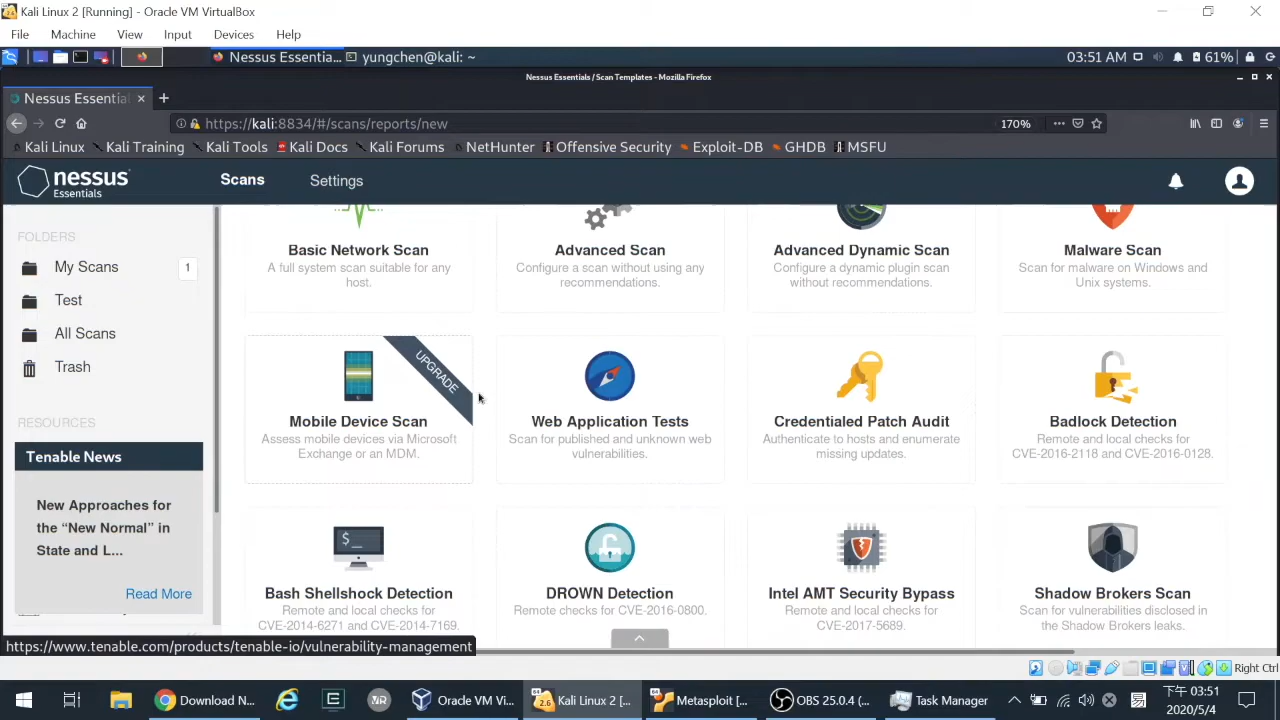 Kali Linux 2 [Running] - Oracle VM VirtualBox
File Machine View Input Devices Help
Nessus Essentia... yungchen@kali: ~ 03:51 AM 61%
Nessus Essentials / Scan Templates - Mozilla Firefox
Nessus Essential
https://kali:8834/#/scans/reports/new 170%
Kali Linux Kali Training Kali Tools Kali Docs Kali Forums NetHunter Offensive Security Exploit-DB GHDB MSFU
nessus Essentials Scans Settings
FOLDERS
My Scans 1
Test
All Scans
Trash
RESOURCES
Tenable News
New Approaches for
the “New Normal” in
State and L...
Read More
Basic Network Scan
A full system scan suitable for any
host.
Advanced Scan
Configure a scan without using any
recommendations.
Advanced Dynamic Scan
Configure a dynamic plugin scan
without recommendations.
Malware Scan
Scan for malware on Windows and
Unix systems.
UPGRADE
Mobile Device Scan
Assess mobile devices via Microsoft
Exchange or an MDM.
Web Application Tests
Scan for published and unknown web
vulnerabilities.
Credentialed Patch Audit
Authenticate to hosts and enumerate
missing updates.
Badlock Detection
Remote and local checks for
CVE-2016-2118 and CVE-2016-0128.
$_
Bash Shellshock Detection
Remote and local checks for
CVE-2014-6271 and CVE-2014-7169.
DROWN Detection
Remote checks for CVE-2016-0800.
Intel AMT Security Bypass
Remote and local checks for
CVE-2017-5689.
Shadow Brokers Scan
Scan for vulnerabilities disclosed in
the Shadow Brokers leaks.
https://www.tenable.com/products/tenable-io/vulnerability-management
Right Ctrl
Download N... Oracle VM Vi... Kali Linux 2 [... Metasploit [... OBS 25.0.4 (... Task Manager
下午 03:51
2020/5/4